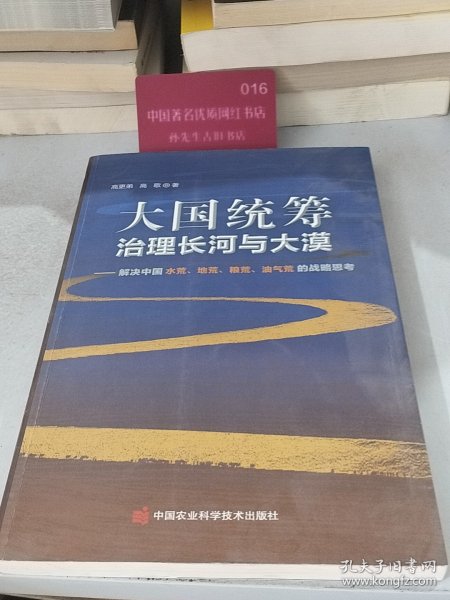 016
中国著名优质网红书店
孙先生古旧书店
高更弟 高歌◎著
大国统筹
治理长河与大漠
——解决中国水荒、地荒、粮荒、油气荒的战略思考
中国农业科学技术出版社
孔夫子旧书网
www.kongfz.com